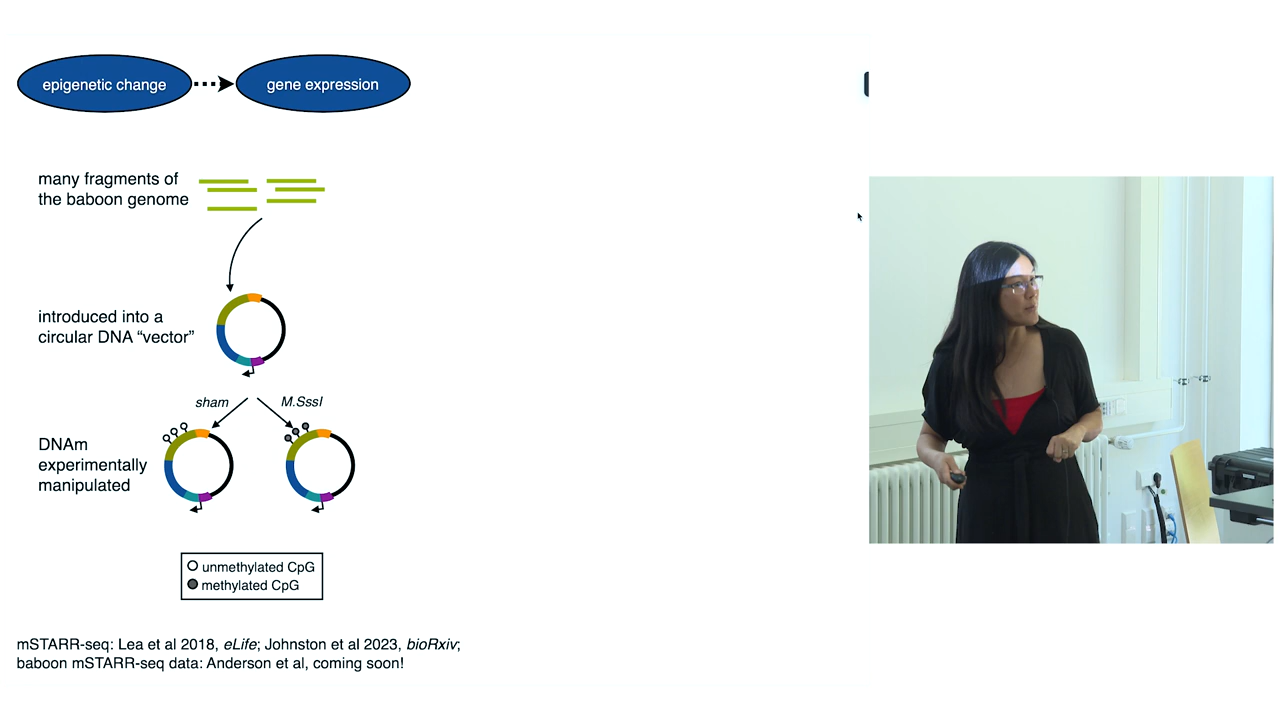 epigenetic change
gene expression
many fragments of
the baboon genome
introduced into a
circular DNA “vector”
sham
M.SssI
DNAm
experimentally
manipulated
unmethylated CpG
methylated CpG
mSTARR-seq: Lea et al 2018, eLife; Johnston et al 2023, bioRxiv;
baboon mSTARR-seq data: Anderson et al, coming soon!